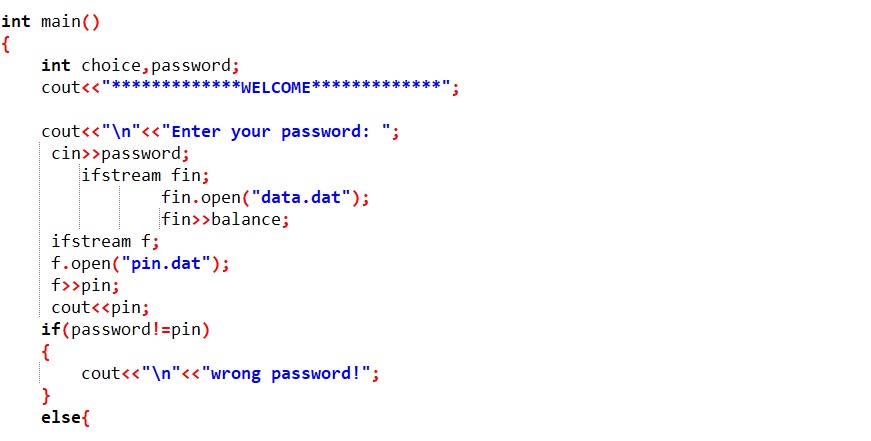 int main()
{
    int choice,password;
    cout<<"*************WELCOME*************";

    cout<<"\n"<<"Enter your password: ";
     cin>>password;
        ifstream fin;
                fin.open("data.dat");
                fin>>balance;
     ifstream f;
     f.open("pin.dat");
     f>>pin;
     cout<<pin;
    if(password!=pin)
    {
        cout<<"\n"<<"wrong password!";
    }
    else{